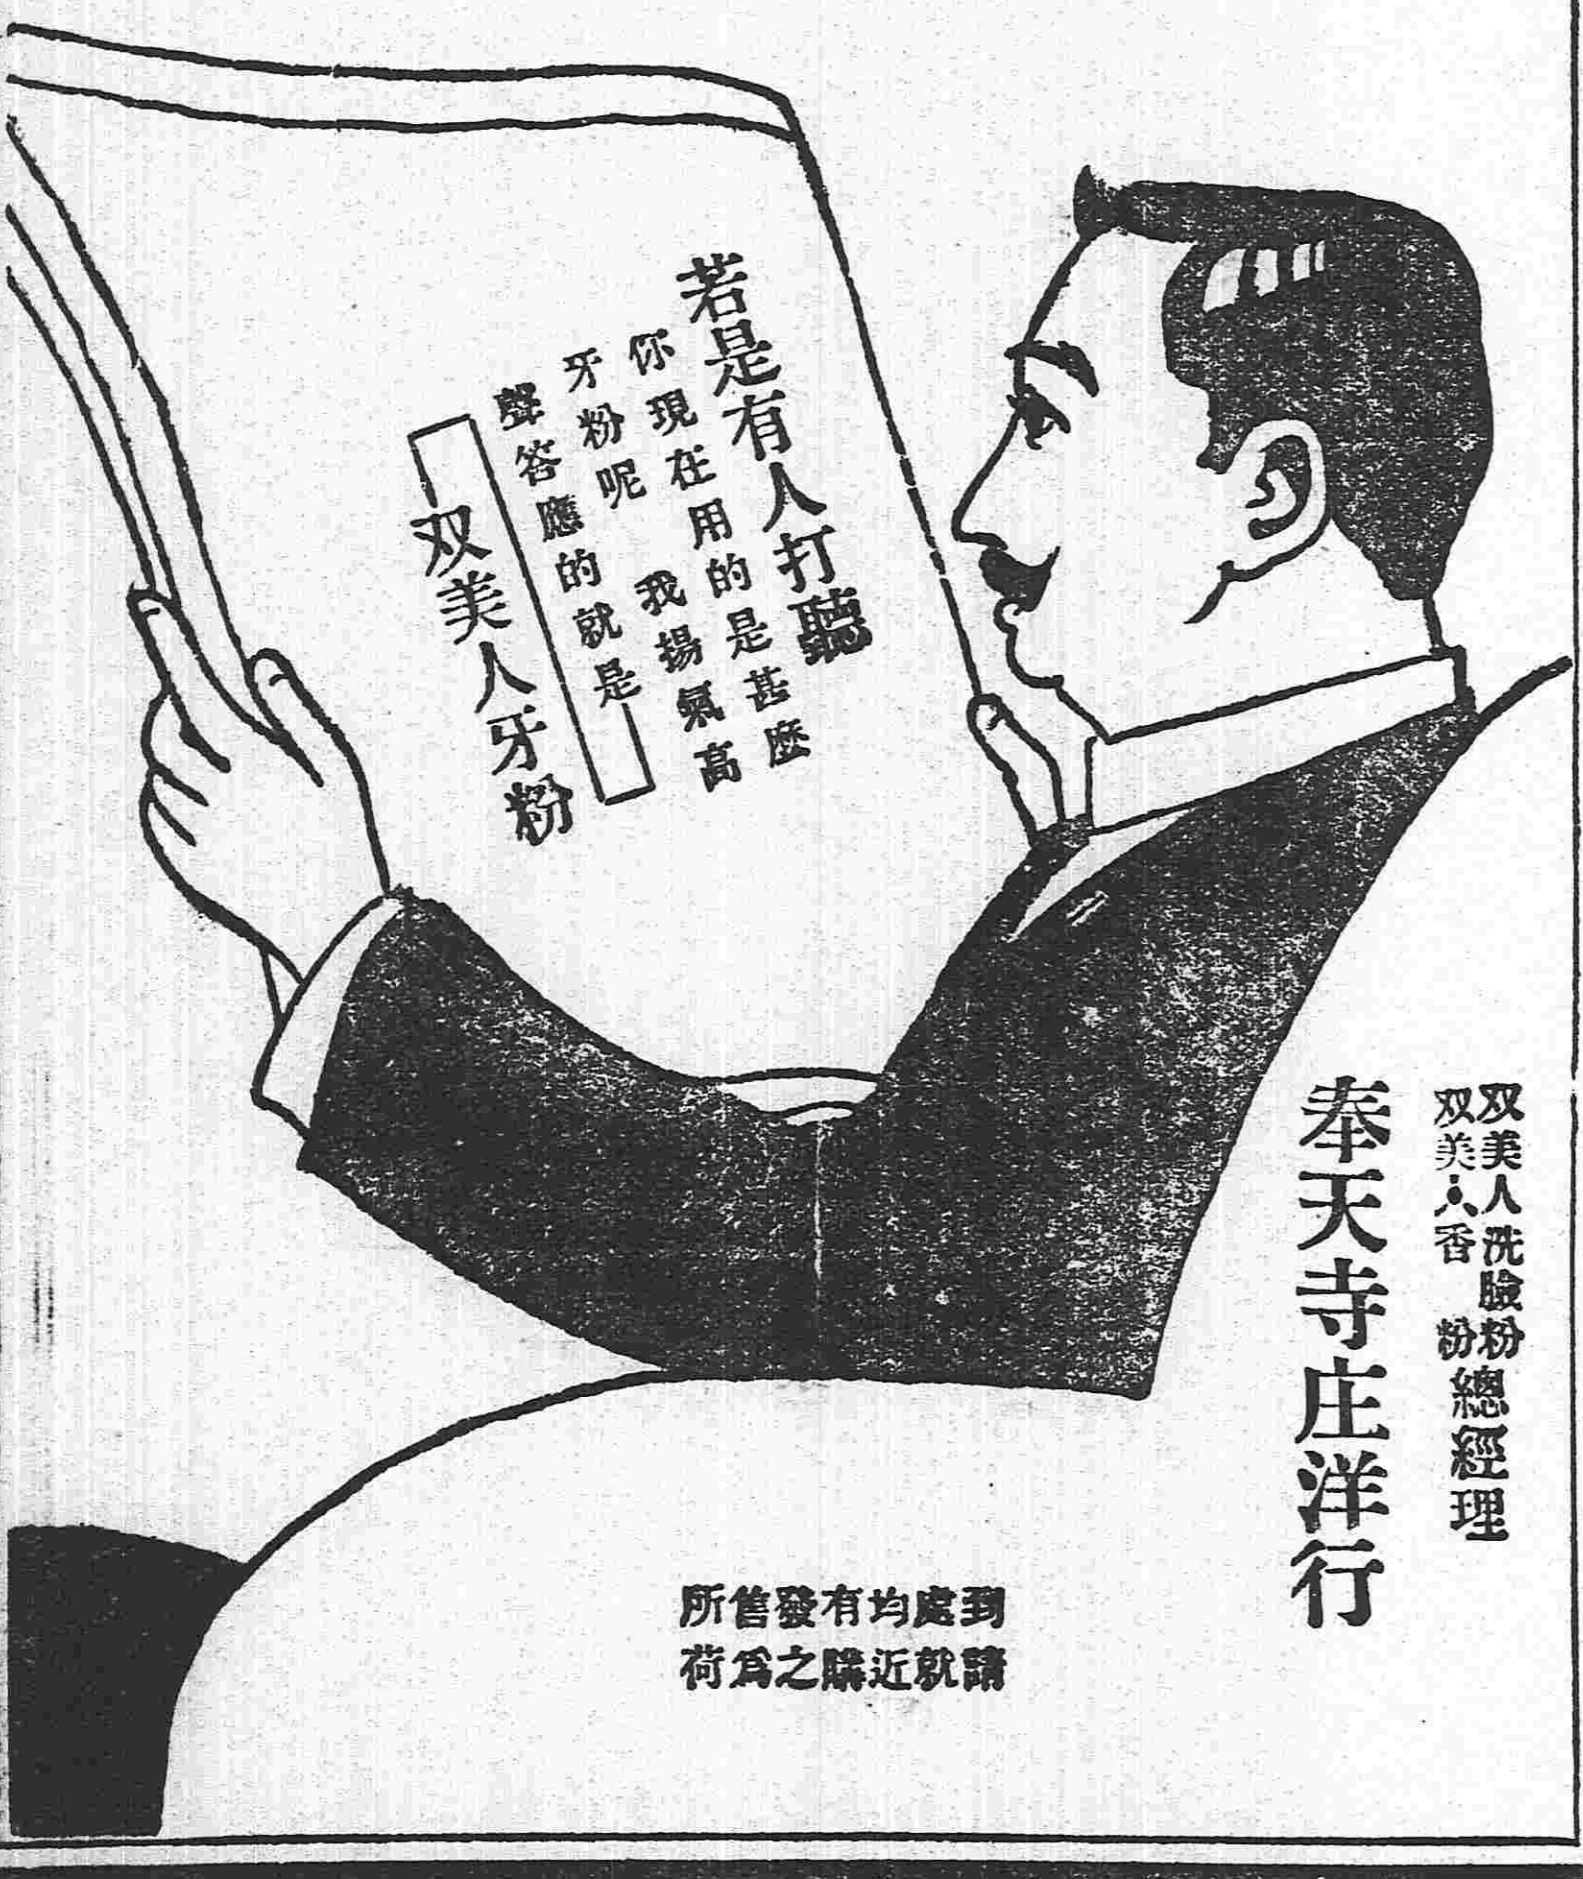 若是有人打聽
你現在用的是甚麼
牙粉呢　我揚氣高
聲答應的就是
双美人牙粉
双美人洗臉粉
双美人香　粉
總經理
奉天寺庄洋行
到處均有發售所
請就近購之爲荷